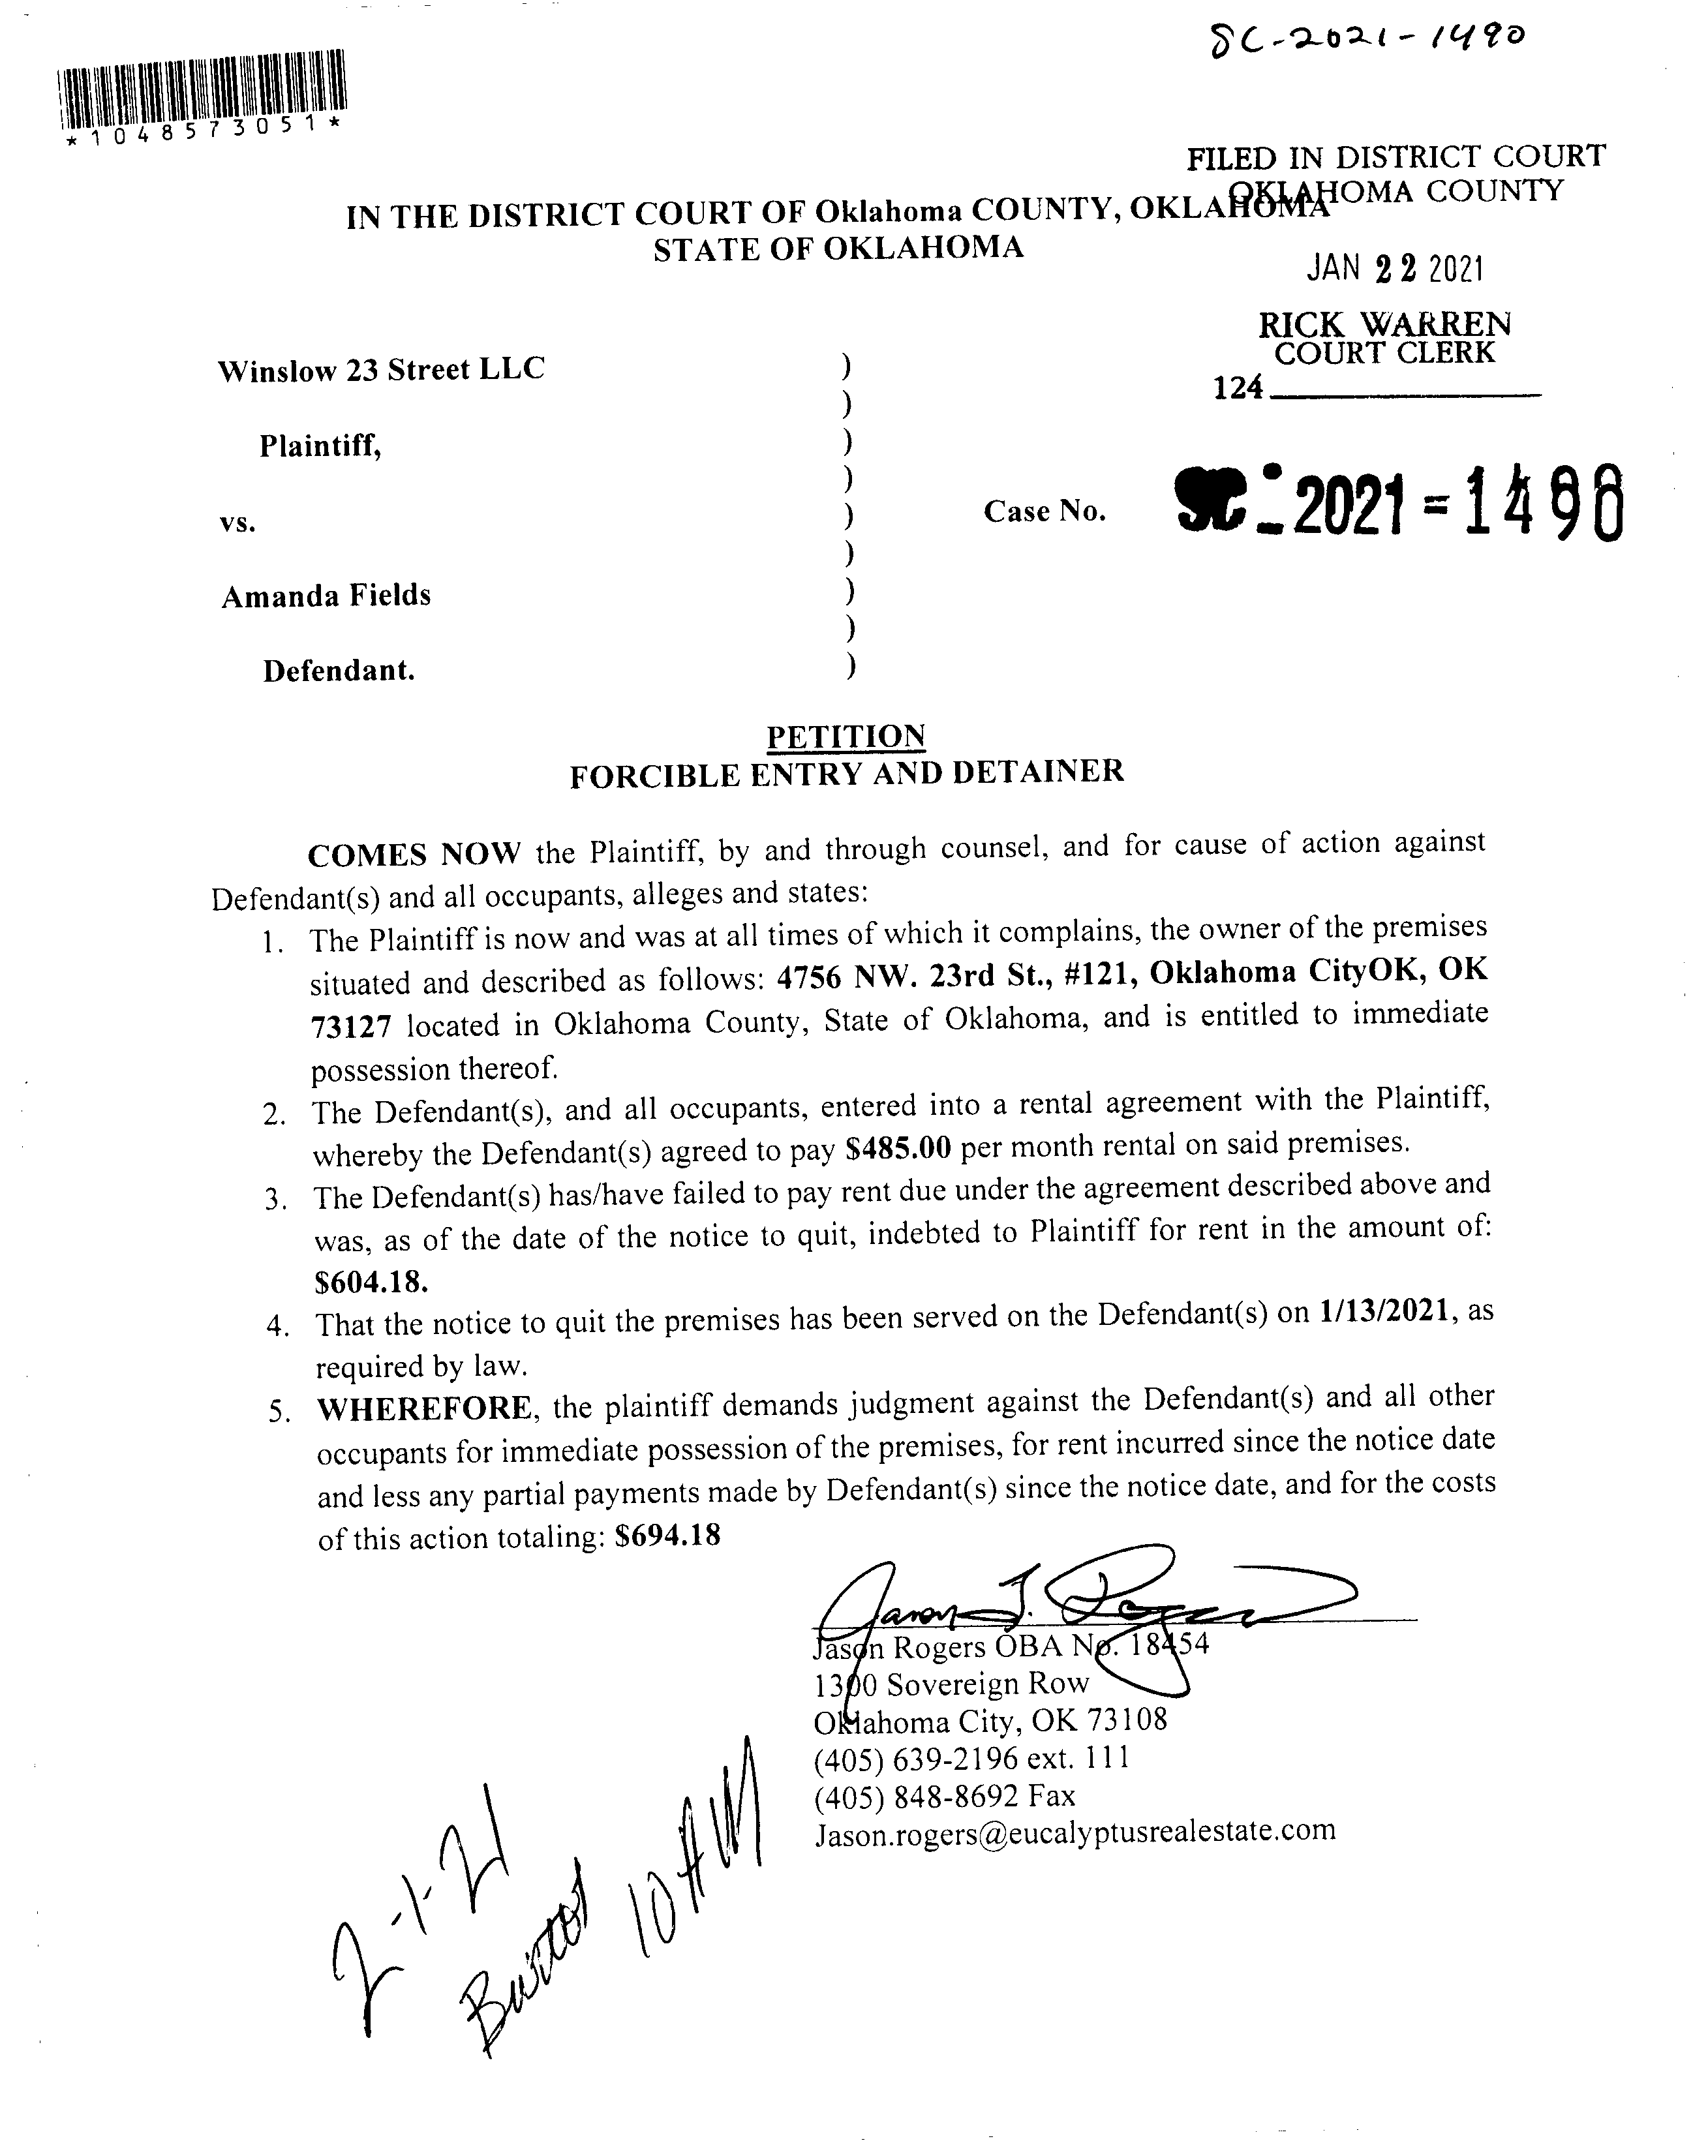 SC-2021-1490
*1048573051*
FILED IN DISTRICT COURT
OKLAHOMA COUNTY
IN THE DISTRICT COURT OF Oklahoma COUNTY, OKLAHOMA
STATE OF OKLAHOMA
JAN 22 2021
RICK WARREN
COURT CLERK
124
Winslow 23 Street LLC )
)
Plaintiff, )
)
vs. ) Case No. SC-2021-1490
)
Amanda Fields )
)
Defendant. )
PETITION
FORCIBLE ENTRY AND DETAINER
COMES NOW the Plaintiff, by and through counsel, and for cause of action against
Defendant(s) and all occupants, alleges and states:
1. The Plaintiff is now and was at all times of which it complains, the owner of the premises
situated and described as follows: 4756 NW. 23rd St., #121, Oklahoma CityOK, OK
73127 located in Oklahoma County, State of Oklahoma, and is entitled to immediate
possession thereof.
2. The Defendant(s), and all occupants, entered into a rental agreement with the Plaintiff,
whereby the Defendant(s) agreed to pay $485.00 per month rental on said premises.
3. The Defendant(s) has/have failed to pay rent due under the agreement described above and
was, as of the date of the notice to quit, indebted to Plaintiff for rent in the amount of:
$604.18.
4. That the notice to quit the premises has been served on the Defendant(s) on 1/13/2021, as
required by law.
5. WHEREFORE, the plaintiff demands judgment against the Defendant(s) and all other
occupants for immediate possession of the premises, for rent incurred since the notice date
and less any partial payments made by Defendant(s) since the notice date, and for the costs
of this action totaling: $694.18
Jason T. Rogers
Jason Rogers OBA No. 18454
1300 Sovereign Row
Oklahoma City, OK 73108
(405) 639-2196 ext. 111
(405) 848-8692 Fax
Jason.rogers@eucalyptusrealestate.com
2-1-21
10 AM